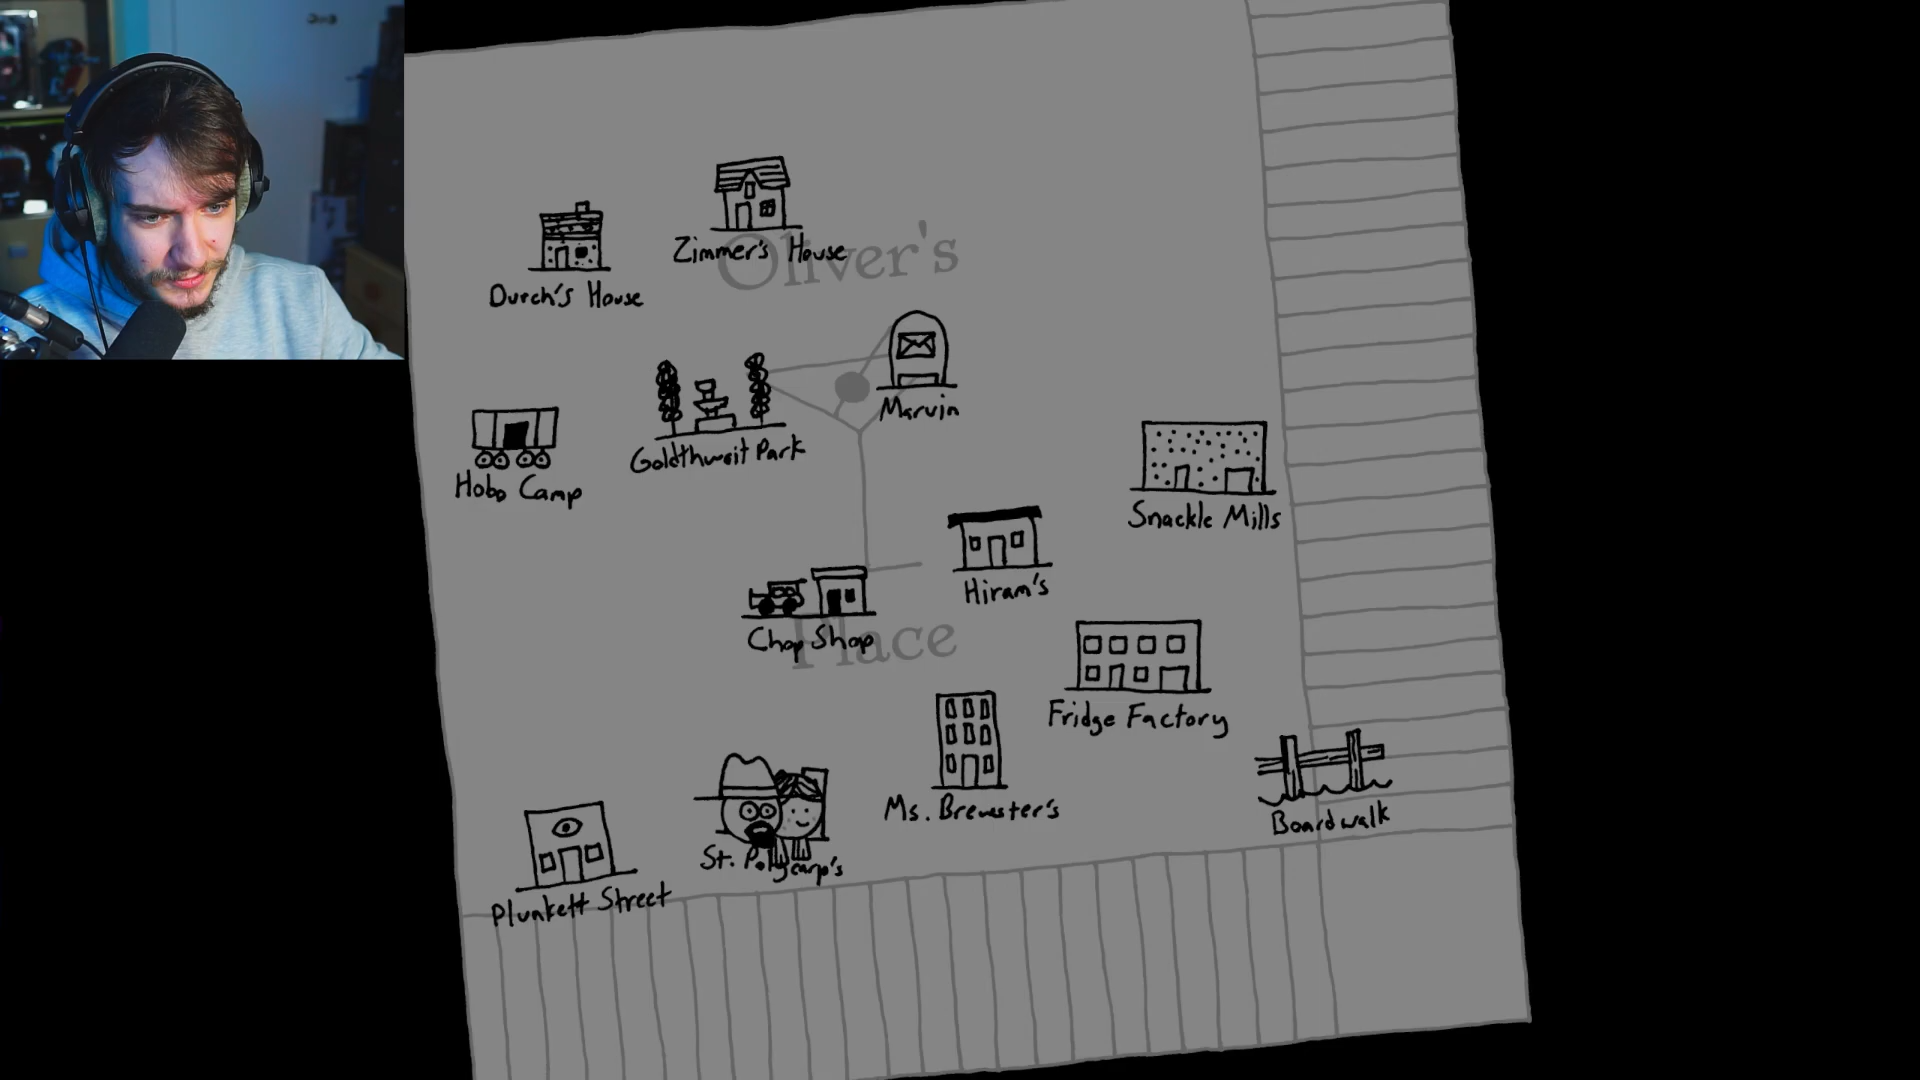 Zimmer's House
Oliver's
Durch's House
Marvin
Goldthwait Park
Hobo Camp
Snackle Mills
Hiram's
Chop Shop
Place
Fridge Factory
Ms. Brewster's
Boardwalk
St. Polycarp's
Plunkett Street